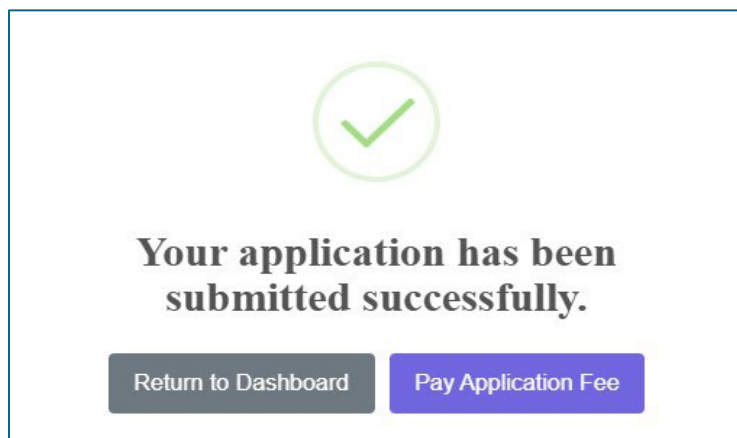 Your application has been
submitted successfully.
Return to Dashboard
Pay Application Fee